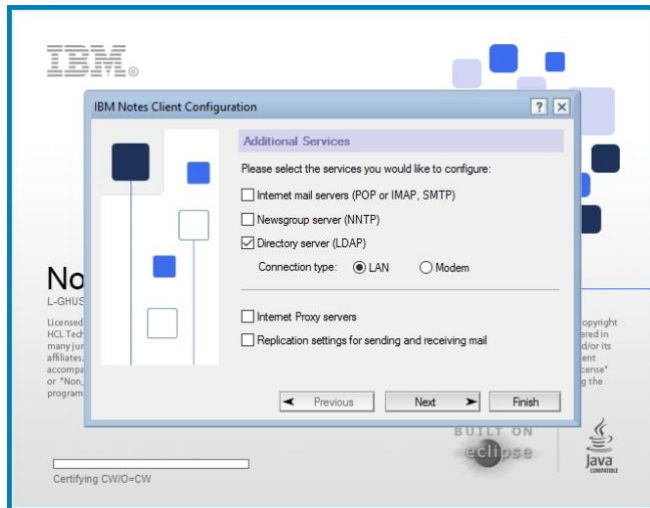 IBM®
IBM Notes Client Configuration
Additional Services
Please select the services you would like to configure:
Internet mail servers (POP or IMAP, SMTP)
Newsgroup server (NNTP)
Directory server (LDAP)
Connection type:
LAN
Modem
Internet Proxy servers
Replication settings for sending and receiving mail
Previous
Next
Finish
No
L-GHUS
Licensed
HCL Tech
many jur
affiliates.
accompa
or "Non_
program
opyright
ered in
d/or its
ent
cense"
g the
BUILT ON
eclipse
Java
COMPATIBLE
Certifying CW/O=CW